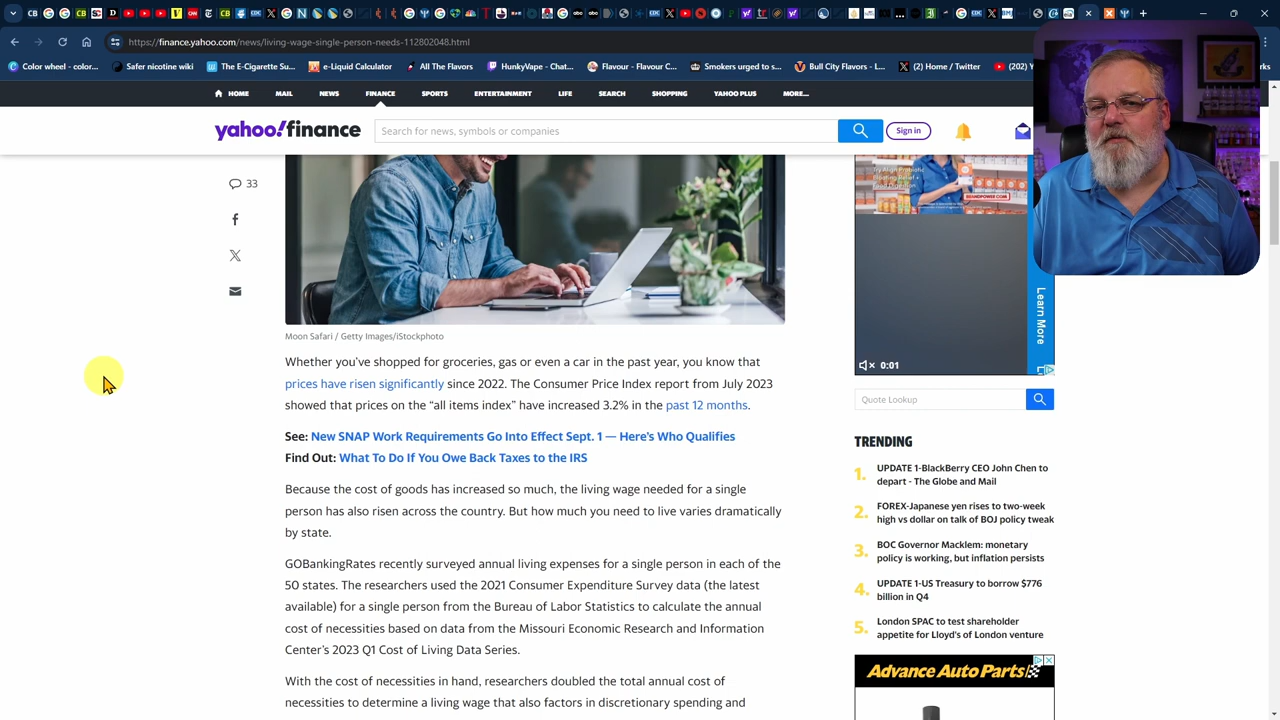 https://finance.yahoo.com/news/living-wage-single-person-needs-112802048.html
Color wheel - color...
Safer nicotine wiki
The E-Cigarette Su...
e-Liquid Calculator
All The Flavors
HunkyVape - Chat...
Flavour – Flavour C...
Smokers urged to s...
Bull City Flavors - L...
(2) Home / Twitter
(202) Y
rks
HOME
MAIL
NEWS
FINANCE
SPORTS
ENTERTAINMENT
LIFE
SEARCH
SHOPPING
YAHOO PLUS
MORE...
yahoo!finance
Search for news, symbols or companies
Sign in
33
Try Align Probiotic
Learn More
0:01
Moon Safari / Getty Images/iStockphoto
Whether you've shopped for groceries, gas or even a car in the past year, you know that
prices have risen significantly since 2022. The Consumer Price Index report from July 2023
showed that prices on the “all items index” have increased 3.2% in the past 12 months.
See: New SNAP Work Requirements Go Into Effect Sept. 1 — Here's Who Qualifies
Find Out: What To Do If You Owe Back Taxes to the IRS
Because the cost of goods has increased so much, the living wage needed for a single
person has also risen across the country. But how much you need to live varies dramatically
by state.
GOBankingRates recently surveyed annual living expenses for a single person in each of the
50 states. The researchers used the 2021 Consumer Expenditure Survey data (the latest
available) for a single person from the Bureau of Labor Statistics to calculate the annual
cost of necessities based on data from the Missouri Economic Research and Information
Center's 2023 Q1 Cost of Living Data Series.
With the cost of necessities in hand, researchers doubled the total annual cost of
necessities to determine a living wage that also factors in discretionary spending and
Quote Lookup
TRENDING
1. UPDATE 1-BlackBerry CEO John Chen to
depart - The Globe and Mail
2. FOREX-Japanese yen rises to two-week
high vs dollar on talk of BOJ policy tweak
3. BOC Governor Macklem: monetary
policy is working, but inflation persists
4. UPDATE 1-US Treasury to borrow $776
billion in Q4
5. London SPAC to test shareholder
appetite for Lloyd's of London venture
Advance Auto Parts